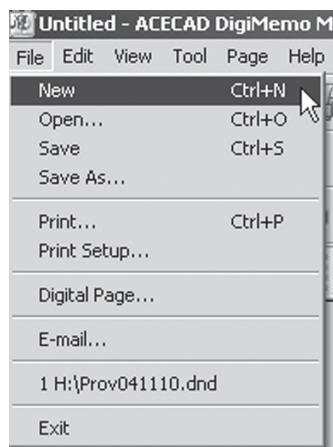 Untitled - ACECAD DigiMemo M
File Edit View Tool Page Help
New Ctrl+N
Open... Ctrl+O
Save Ctrl+S
Save As...
Print... Ctrl+P
Print Setup...
Digital Page...
E-mail...
1 H:\Prov041110.dnd
Exit